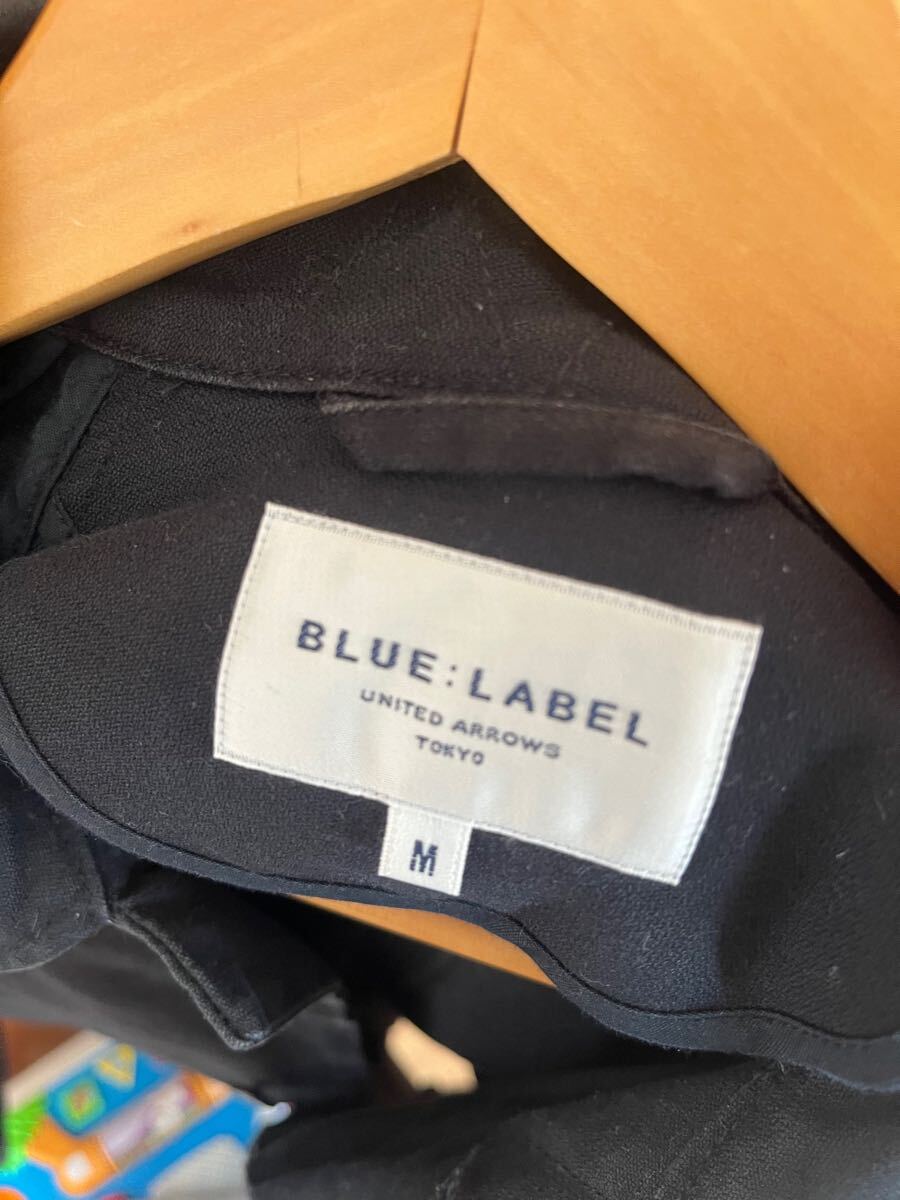 BLUE:LABEL
UNITED ARROWS
TOKYO
M